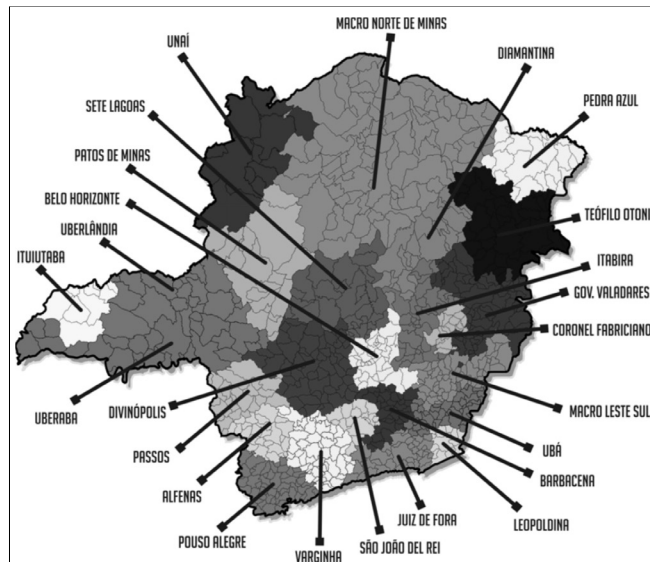 MACRO NORTE DE MINAS
UNAÍ
DIAMANTINA
SETE LAGOAS
PEDRA AZUL
PATOS DE MINAS
BELO HORIZONTE
UBERLÂNDIA
TEÓFILO OTONI
ITUIUTABA
ITABIRA
GOV. VALADARES
CORONEL FABRICIANO
UBERABA
DIVINÓPOLIS
MACRO LESTE SUL
PASSOS
UBÁ
BARBACENA
ALFENAS
LEOPOLDINA
JUIZ DE FORA
POUSO ALEGRE
SÃO JOÃO DEL REI
VARGINHA